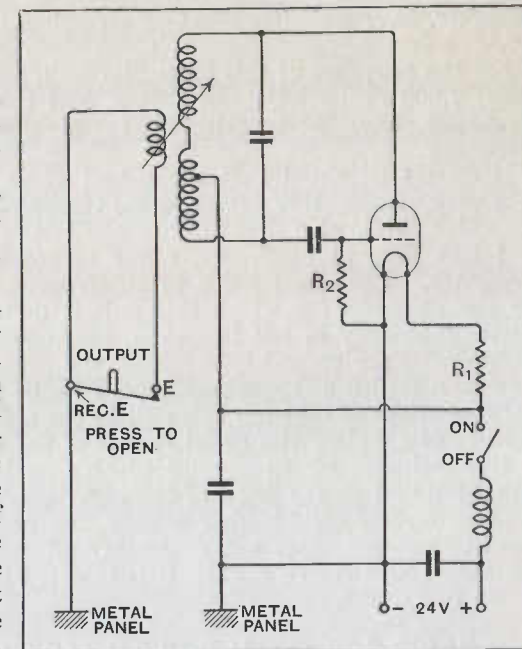 R2
R1
OUTPUT
E
REC.E
PRESS TO
OPEN
ON
OFF
METAL
PANEL
METAL
PANEL
- 24V +